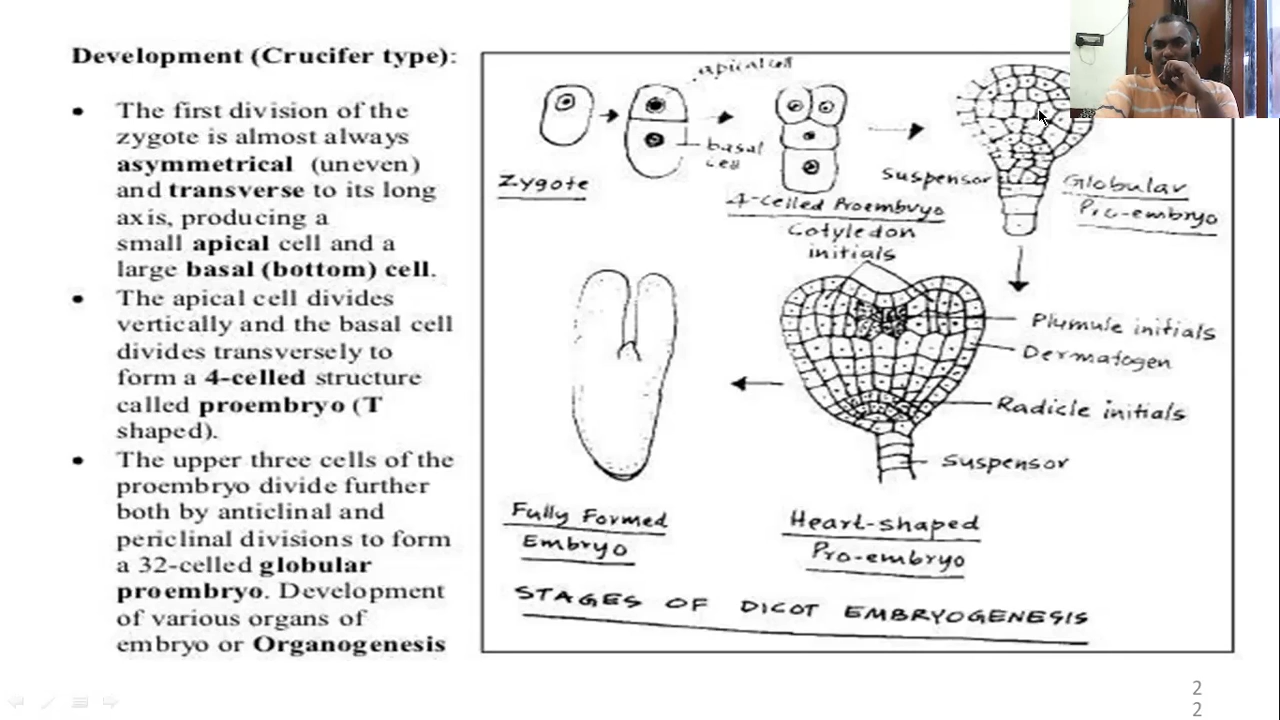 Development (Crucifer type):
• The first division of the
zygote is almost always
asymmetrical (uneven)
and transverse to its long
axis, producing a
small apical cell and a
large basal (bottom) cell.
• The apical cell divides
vertically and the basal cell
divides transversely to
form a 4-celled structure
called proembryo (T
shaped).
• The upper three cells of the
proembryo divide further
both by anticlinal and
periclinal divisions to form
a 32-celled globular
proembryo. Development
of various organs of
embryo or Organogenesis
apical cell
basal
cell
Zygote
4-celled Proembryo
Suspensor
Globular
Pro-embryo
Cotyledon
initials
Plumule initials
Dermatogen
Radicle initials
Suspensor
Fully Formed
Embryo
Heart-shaped
Pro-embryo
STAGES OF DICOT EMBRYOGENESIS
2
2